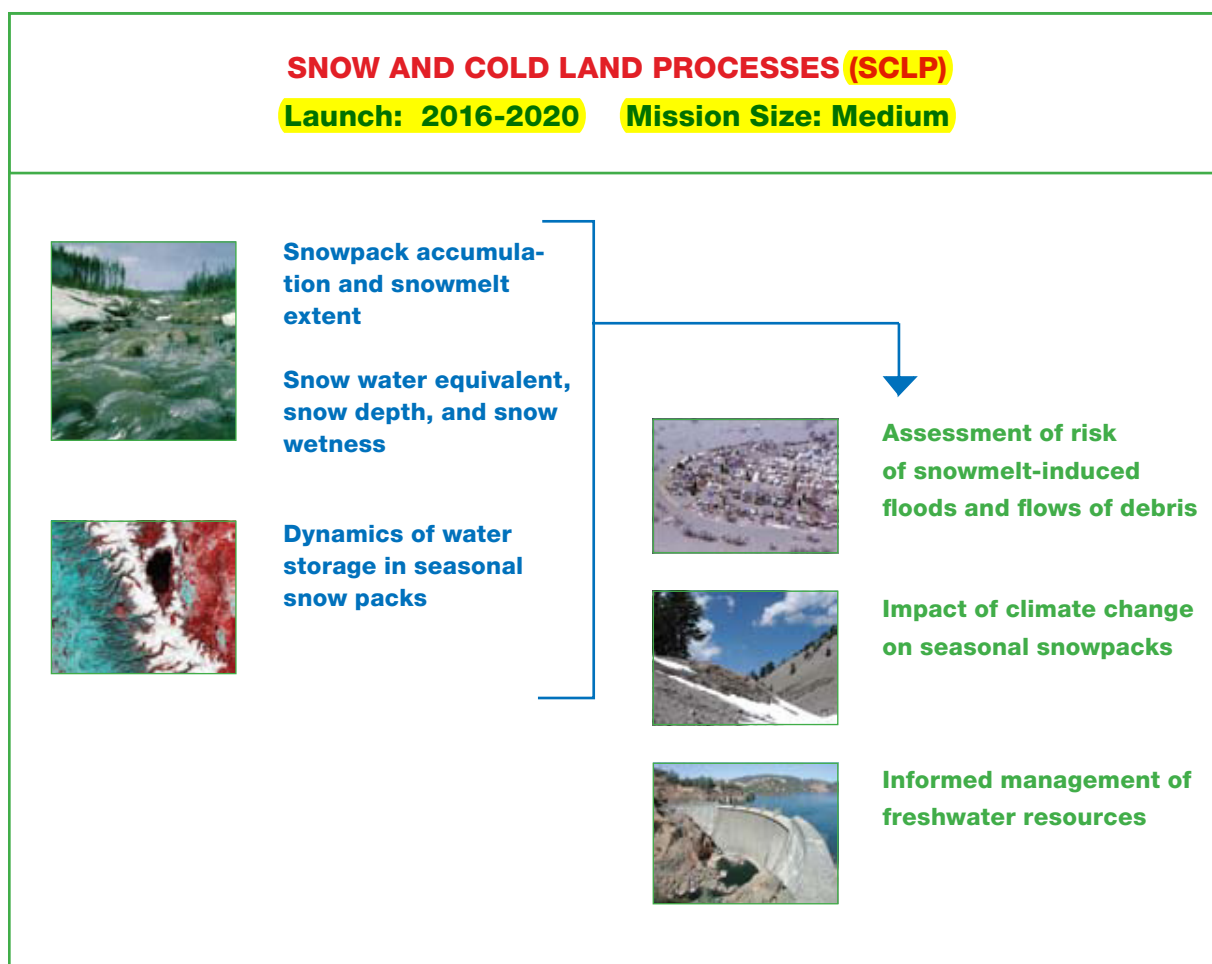 SNOW AND COLD LAND PROCESSES (SCLP)
Launch: 2016-2020 Mission Size: Medium
Snowpack accumula-
tion and snowmelt
extent
Snow water equivalent,
snow depth, and snow
wetness
Dynamics of water
storage in seasonal
snow packs
Assessment of risk
of snowmelt-induced
floods and flows of debris
Impact of climate change
on seasonal snowpacks
Informed management of
freshwater resources